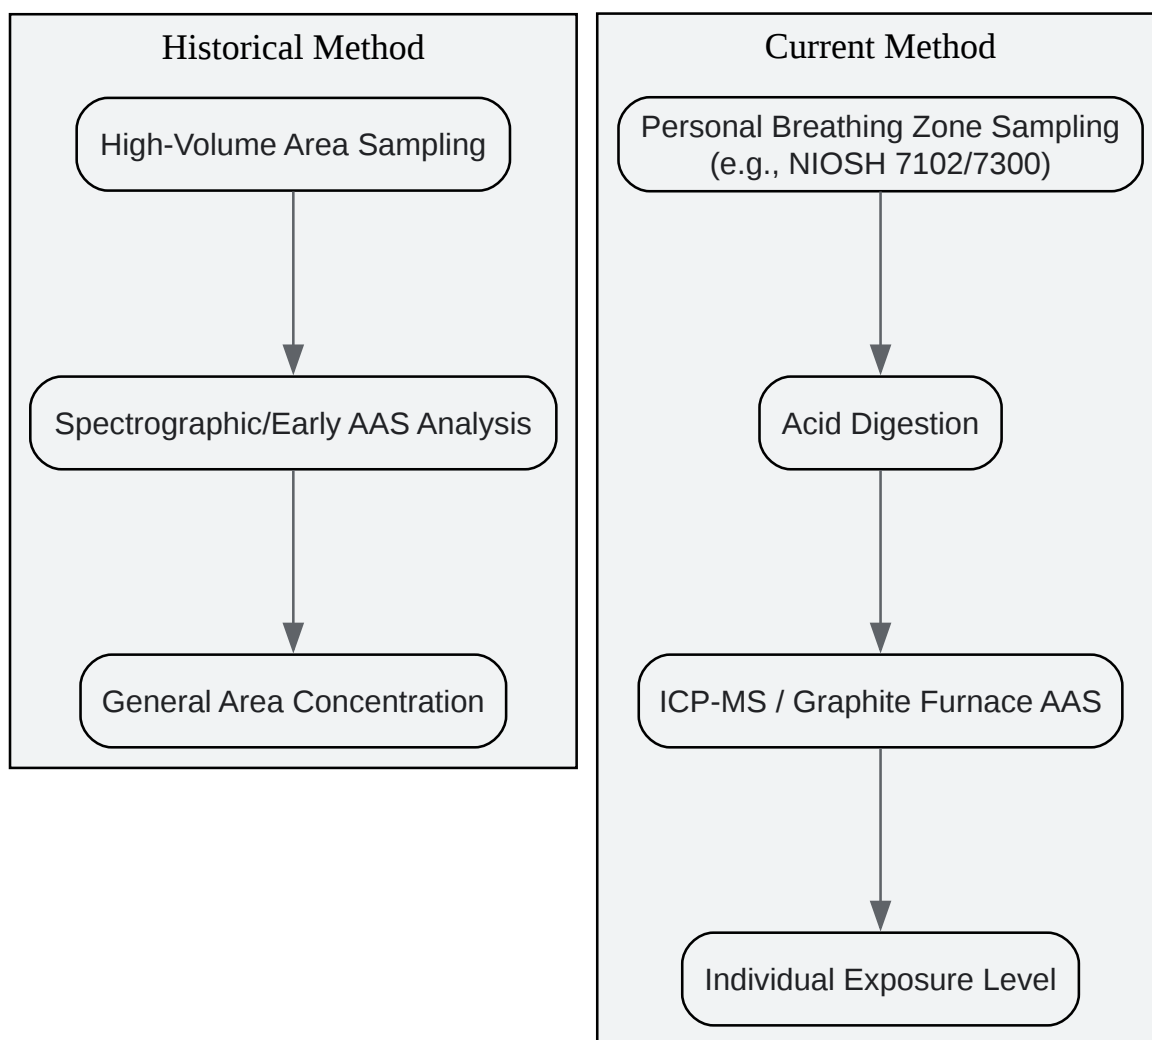 Historical Method
High-Volume Area Sampling
Spectrographic/Early AAS Analysis
General Area Concentration
Current Method
Personal Breathing Zone Sampling
(e.g., NIOSH 7102/7300)
Acid Digestion
ICP-MS / Graphite Furnace AAS
Individual Exposure Level